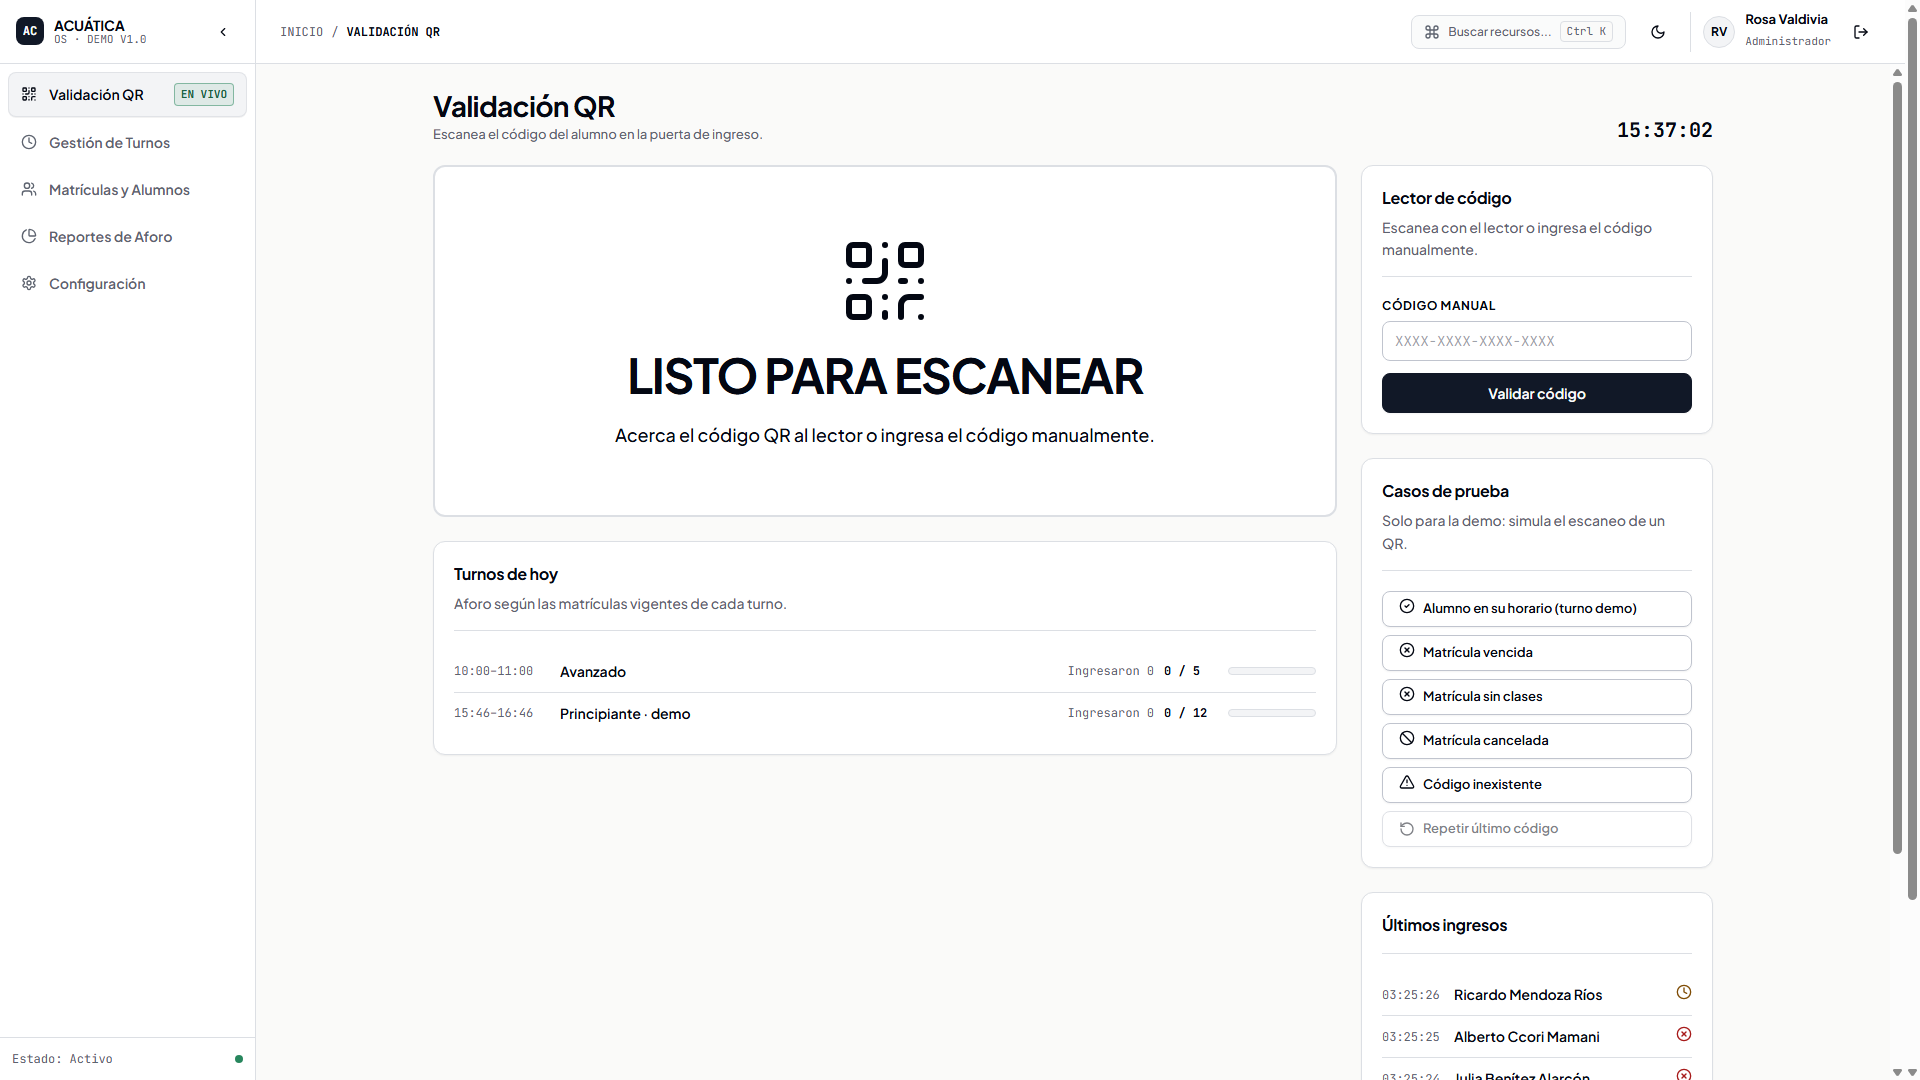 AC
ACUÁTICA
OS · DEMO V1.0
INICIO / VALIDACIÓN QR
Buscar recursos...
Ctrl K
RV
Rosa Valdivia
Administrador
Validación QR
EN VIVO
Gestión de Turnos
Matrículas y Alumnos
Reportes de Aforo
Configuración
Estado: Activo
Validación QR
Escanea el código del alumno en la puerta de ingreso.
15:37:02
LISTO PARA ESCANEAR
Acerca el código QR al lector o ingresa el código manualmente.
Turnos de hoy
Aforo según las matrículas vigentes de cada turno.
10:00–11:00 Avanzado Ingresaron 0 0 / 5
15:46–16:46 Principiante · demo Ingresaron 0 0 / 12
Lector de código
Escanea con el lector o ingresa el código
manualmente.
CÓDIGO MANUAL
XXXX-XXXX-XXXX-XXXX
Validar código
Casos de prueba
Solo para la demo: simula el escaneo de un
QR.
Alumno en su horario (turno demo)
Matrícula vencida
Matrícula sin clases
Matrícula cancelada
Código inexistente
Repetir último código
Últimos ingresos
03:25:26 Ricardo Mendoza Ríos
03:25:25 Alberto Ccori Mamani
03:25:24 Julia Benítez Alarcón